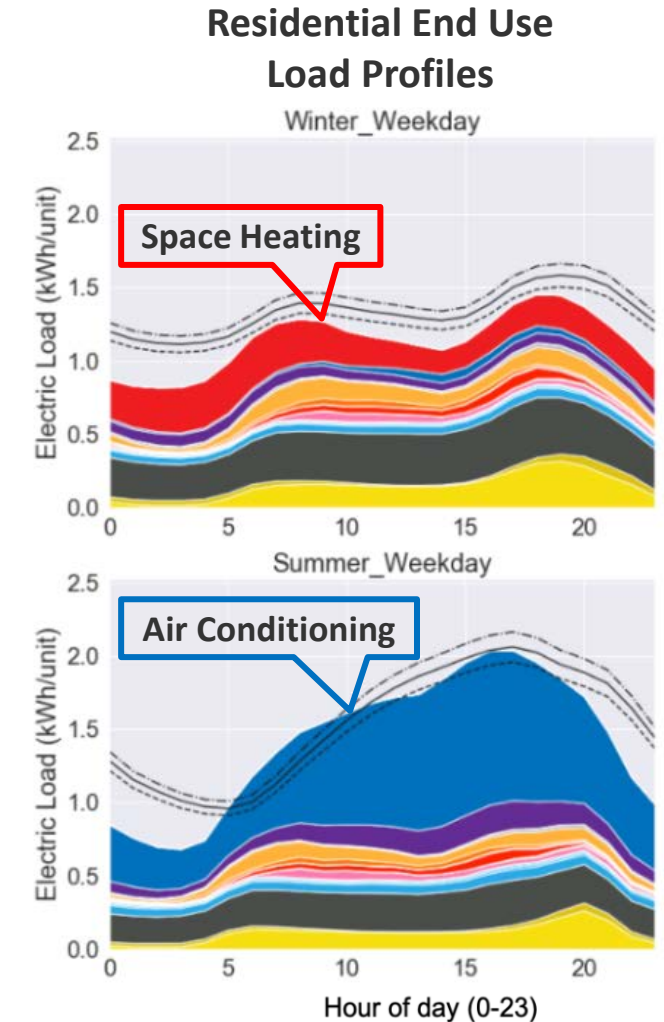 Residential End Use
Load Profiles
Winter_Weekday
Electric Load (kWh/unit)
2.5
2.0
1.5
1.0
0.5
0.0
Space Heating
0 5 10 15 20
Summer_Weekday
Electric Load (kWh/unit)
2.5
2.0
1.5
1.0
0.5
0.0
Air Conditioning
0 5 10 15 20
Hour of day (0-23)